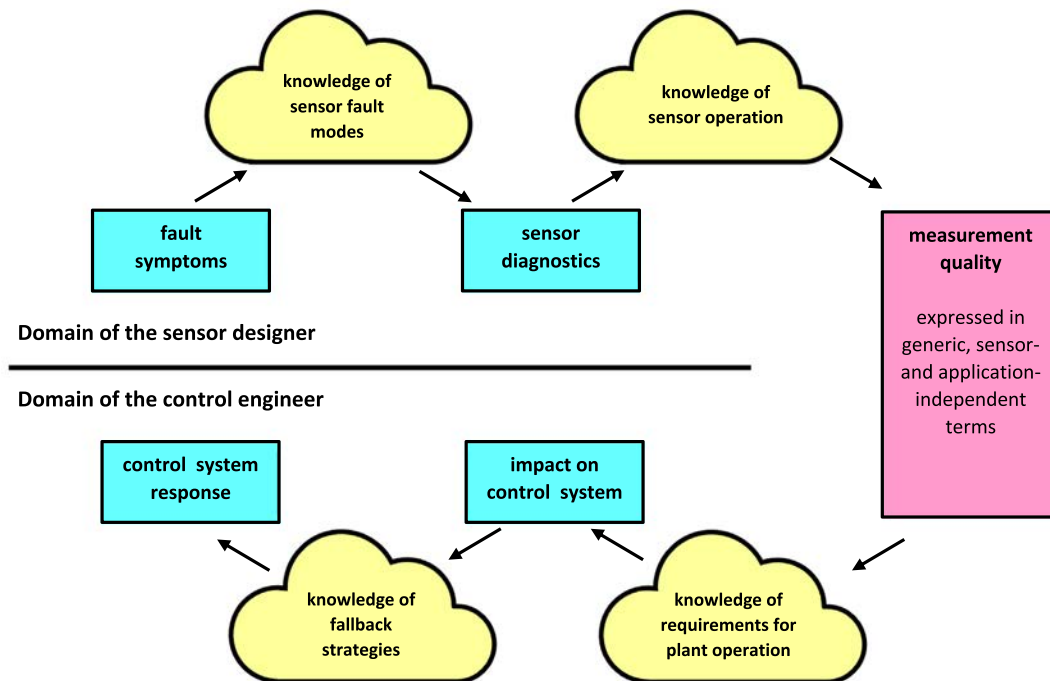 knowledge of
sensor fault
modes
knowledge of
sensor operation
fault
symptoms
sensor
diagnostics
measurement
quality
expressed in
generic, sensor-
and application-
independent
terms
Domain of the sensor designer
Domain of the control engineer
control system
response
impact on
control system
knowledge of
fallback
strategies
knowledge of
requirements for
plant operation